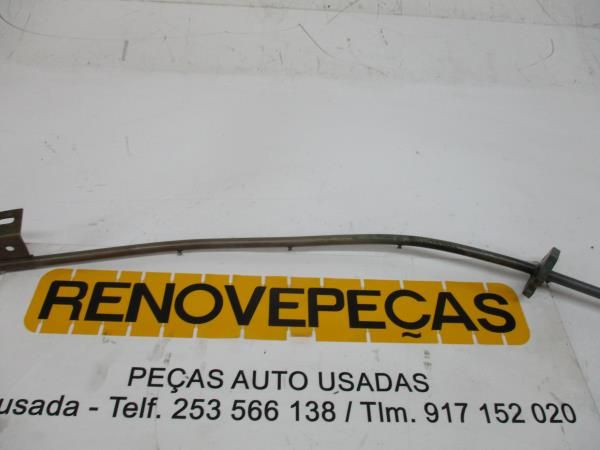 RENOVEPEÇAS
PEÇAS AUTO USADAS
usada - Telf. 253 566 138 / Tlm. 917 152 020